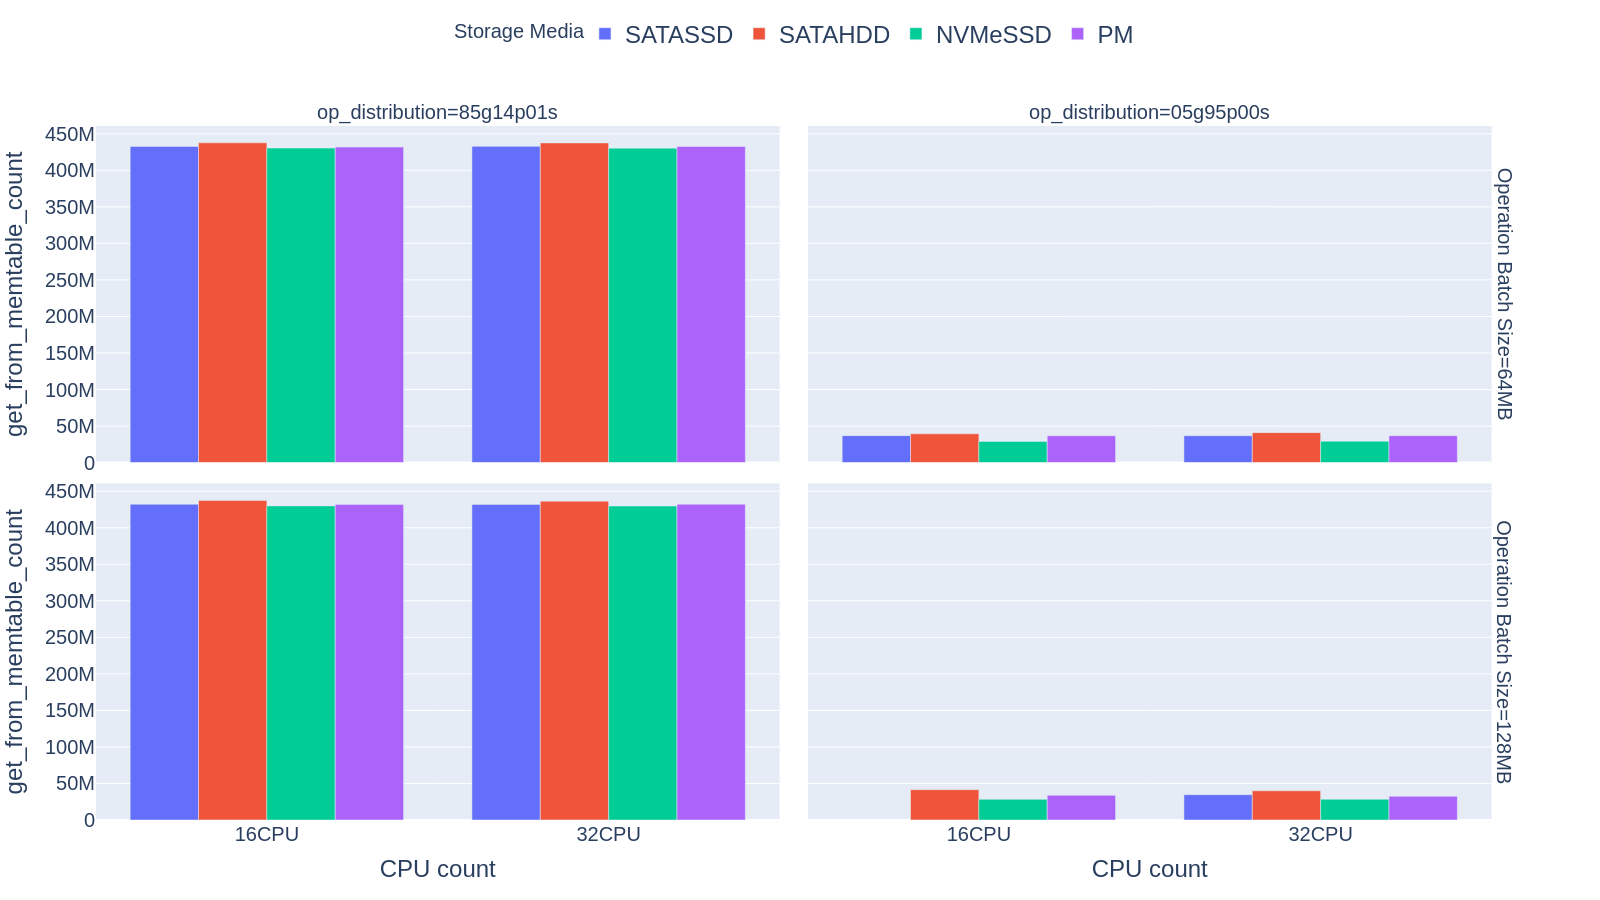 Storage Media SATASSD SATAHDD NVMeSSD PM
op_distribution=85g14p01s
op_distribution=05g95p00s
get_from_memtable_count
450M
400M
350M
300M
250M
200M
150M
100M
50M
0
Operation Batch Size=64MB
get_from_memtable_count
450M
400M
350M
300M
250M
200M
150M
100M
50M
0
Operation Batch Size=128MB
16CPU 32CPU
16CPU 32CPU
CPU count
CPU count